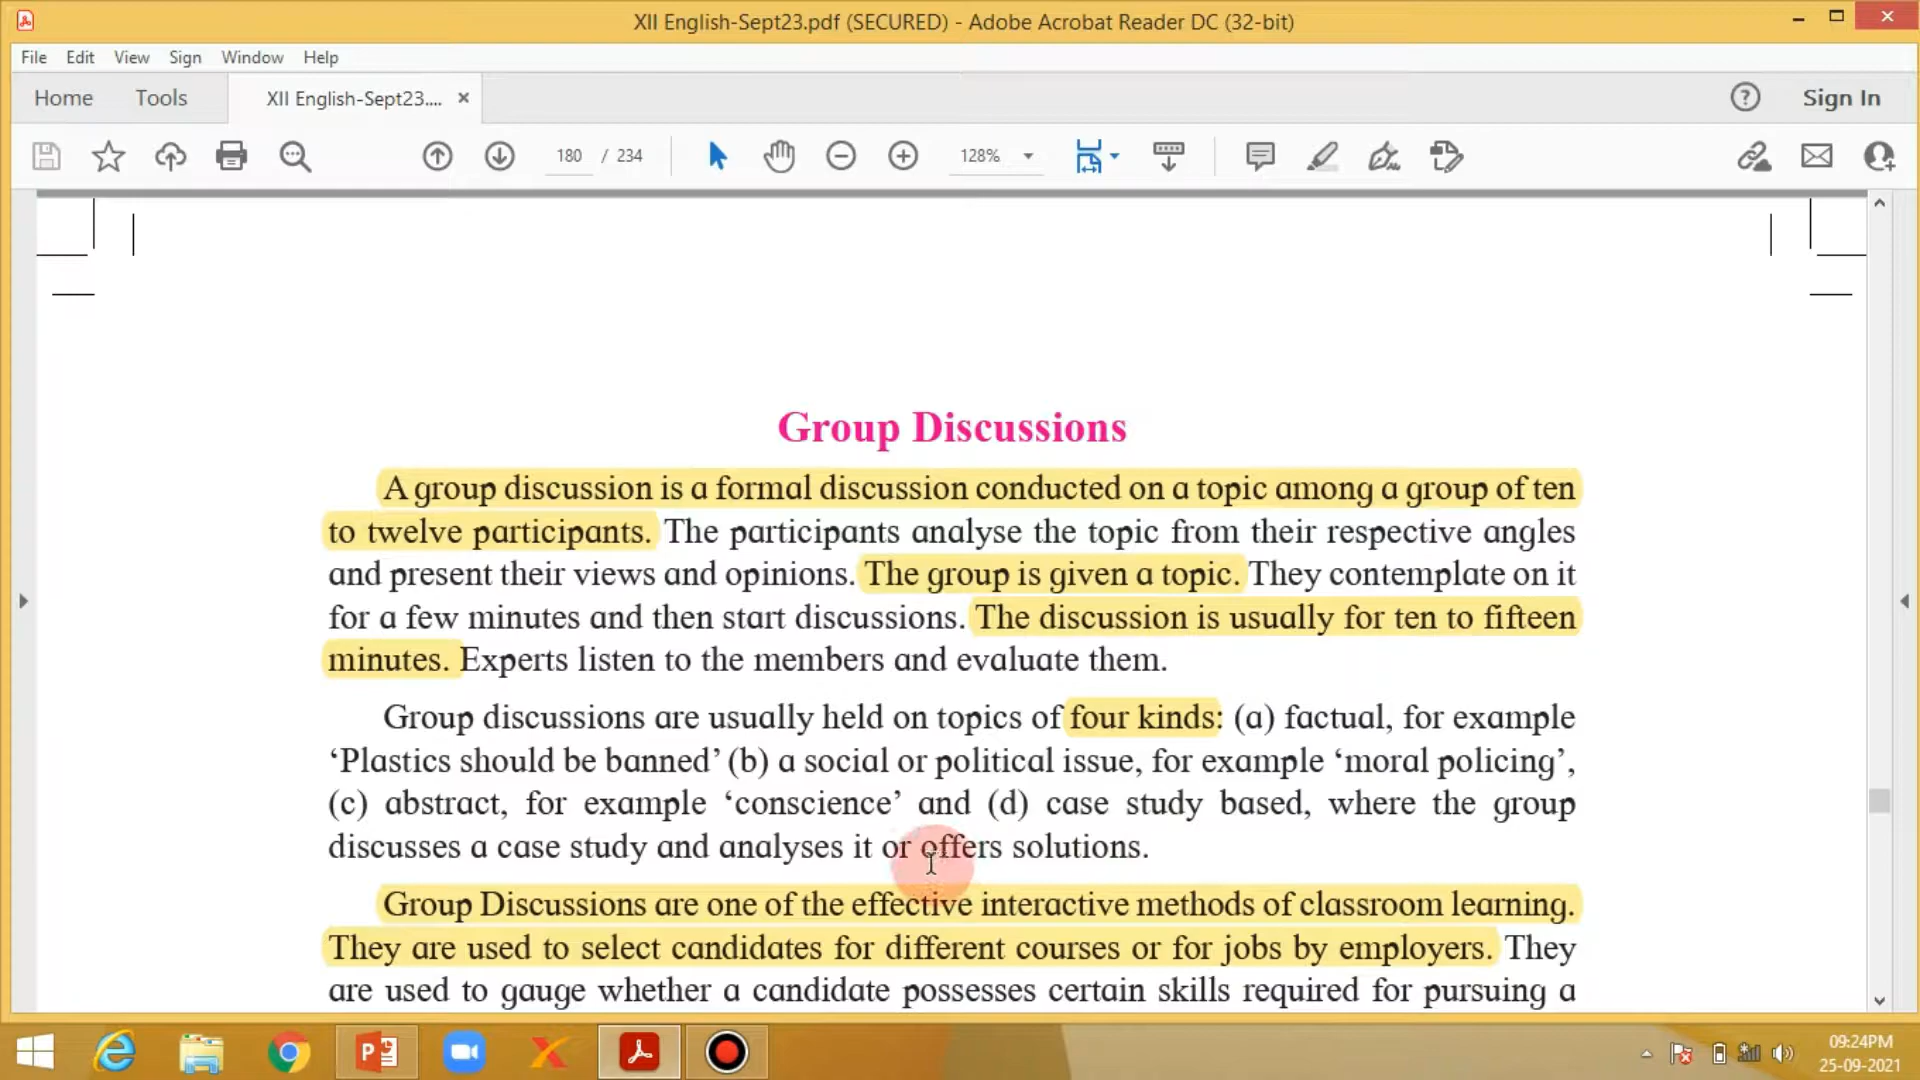 XII English-Sept23.pdf (SECURED) - Adobe Acrobat Reader DC (32-bit)
File Edit View Sign Window Help
Home Tools XII English-Sept23.... × Sign In
180 / 234 128%
Group Discussions
A group discussion is a formal discussion conducted on a topic among a group of ten
to twelve participants. The participants analyse the topic from their respective angles
and present their views and opinions. The group is given a topic. They contemplate on it
for a few minutes and then start discussions. The discussion is usually for ten to fifteen
minutes. Experts listen to the members and evaluate them.
Group discussions are usually held on topics of four kinds: (a) factual, for example
‘Plastics should be banned’ (b) a social or political issue, for example ‘moral policing’,
(c) abstract, for example ‘conscience’ and (d) case study based, where the group
discusses a case study and analyses it or offers solutions.
Group Discussions are one of the effective interactive methods of classroom learning.
They are used to select candidates for different courses or for jobs by employers. They
are used to gauge whether a candidate possesses certain skills required for pursuing a
09:24PM
25-09-2021